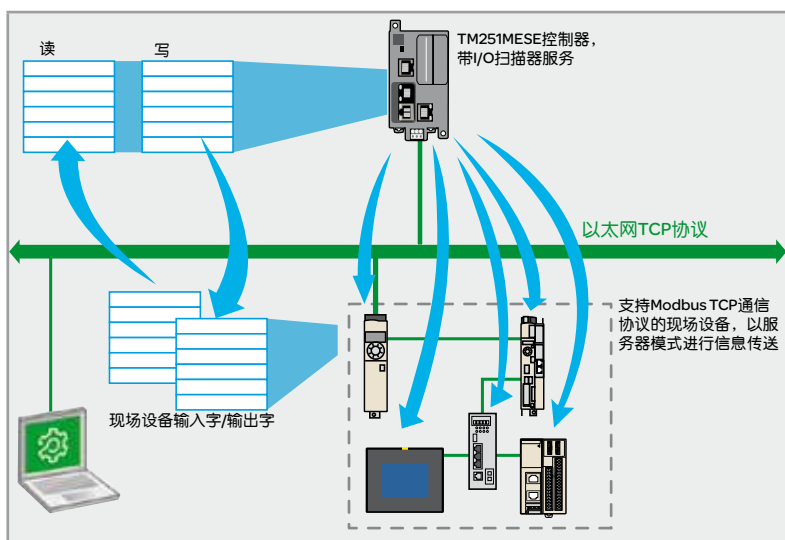 读
写
TM251MESE控制器，
带I/O扫描器服务
以太网TCP协议
支持Modbus TCP通信
协议的现场设备，以服
务器模式进行信息传送
现场设备输入字/输出字